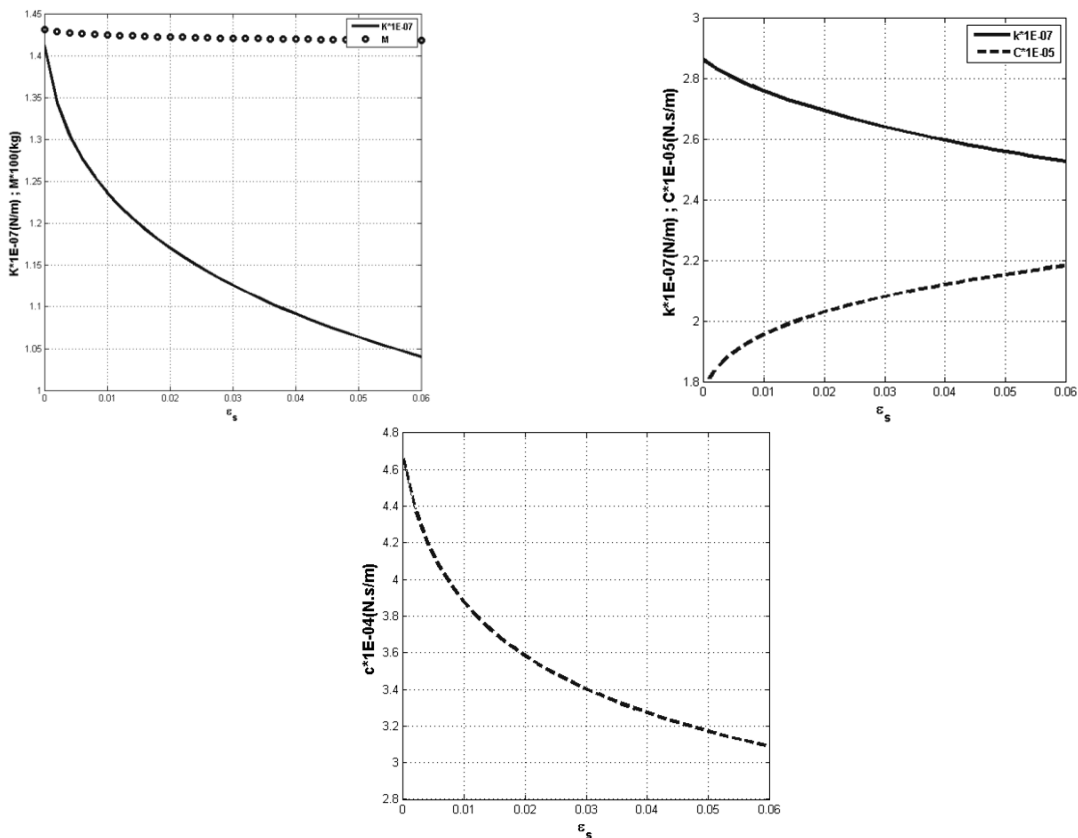 K*1E-07(N/m) ; M*100(kg)
1.45
1.4
1.35
1.3
1.25
1.2
1.15
1.1
1.05
1
K*1E-07
M
0 0.01 0.02 0.03 0.04 0.05 0.06
εs
k*1E-07(N/m) ; C*1E-05(N.s/m)
3
2.8
2.6
2.4
2.2
2
1.8
k*1E-07
C*1E-05
0 0.01 0.02 0.03 0.04 0.05 0.06
εs
c*1E-04(N.s/m)
4.8
4.6
4.4
4.2
4
3.8
3.6
3.4
3.2
3
2.8
0 0.01 0.02 0.03 0.04 0.05 0.06
εs